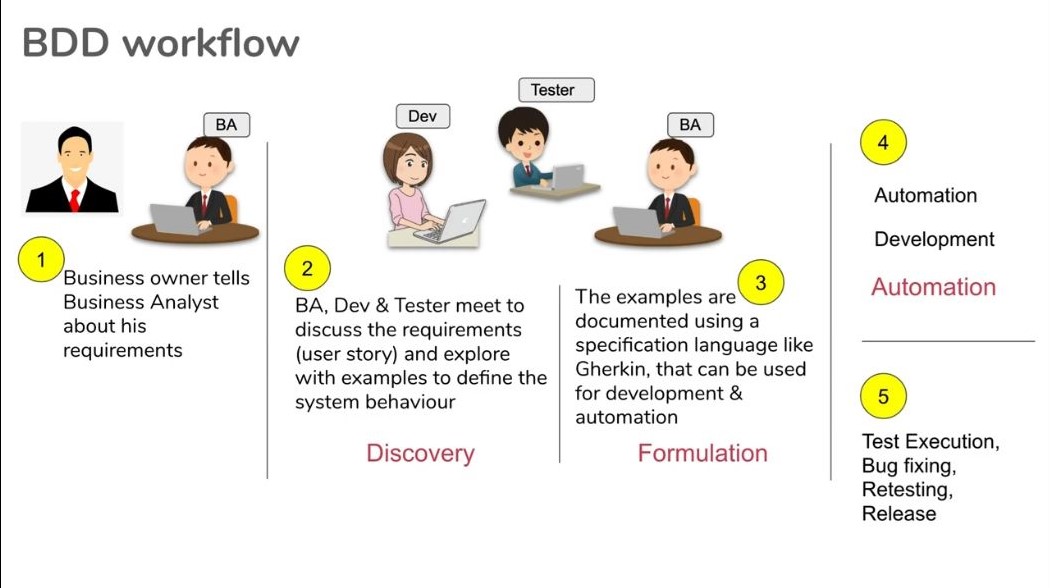 BDD workflow
BA
1
Business owner tells
Business Analyst
about his
requirements
Dev
Tester
BA
2
BA, Dev & Tester meet to
discuss the requirements
(user story) and explore
with examples to define the
system behaviour
Discovery
3
The examples are
documented using a
specification language like
Gherkin, that can be used
for development &
automation
Formulation
4
Automation
Development
Automation
5
Test Execution,
Bug fixing,
Retesting,
Release